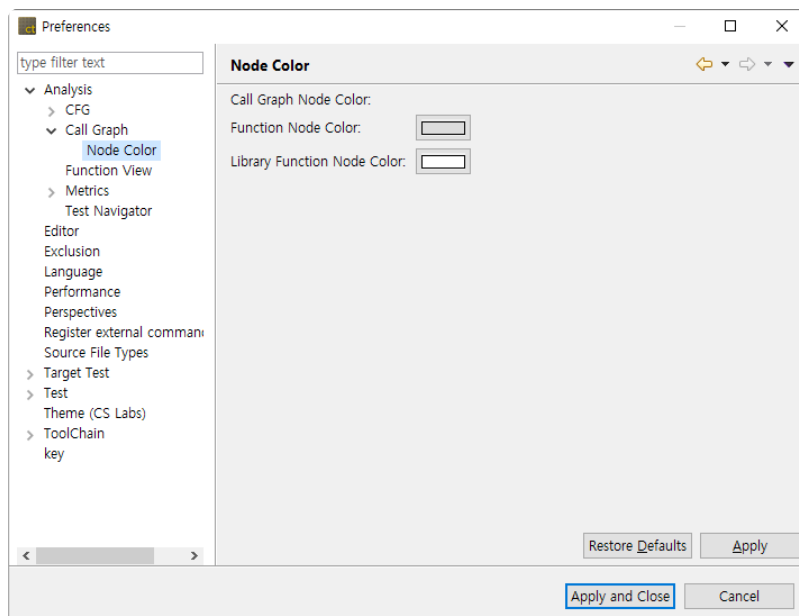 ct Preferences
type filter text
Analysis
CFG
Call Graph
Node Color
Function View
Metrics
Test Navigator
Editor
Exclusion
Language
Performance
Perspectives
Register external comman
Source File Types
Target Test
Test
Theme (CS Labs)
ToolChain
key
Node Color
Call Graph Node Color:
Function Node Color:
Library Function Node Color:
Restore Defaults
Apply
Apply and Close
Cancel